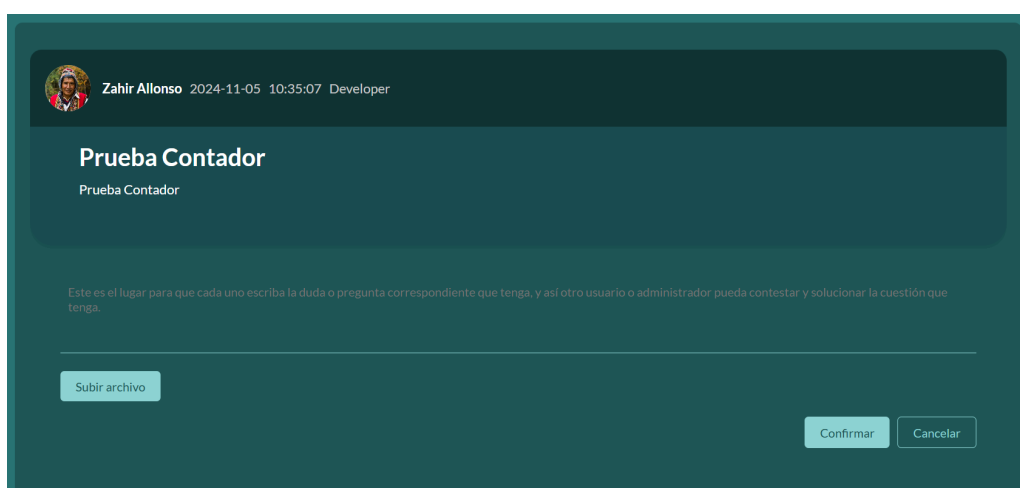 Zahir Allonso 2024-11-05 10:35:07 Developer
Prueba Contador
Prueba Contador
Este es el lugar para que cada uno escriba la duda o pregunta correspondiente que tenga, y así otro usuario o administrador pueda contestar y solucionar la cuestión que
tenga.
Subir archivo
Confirmar Cancelar